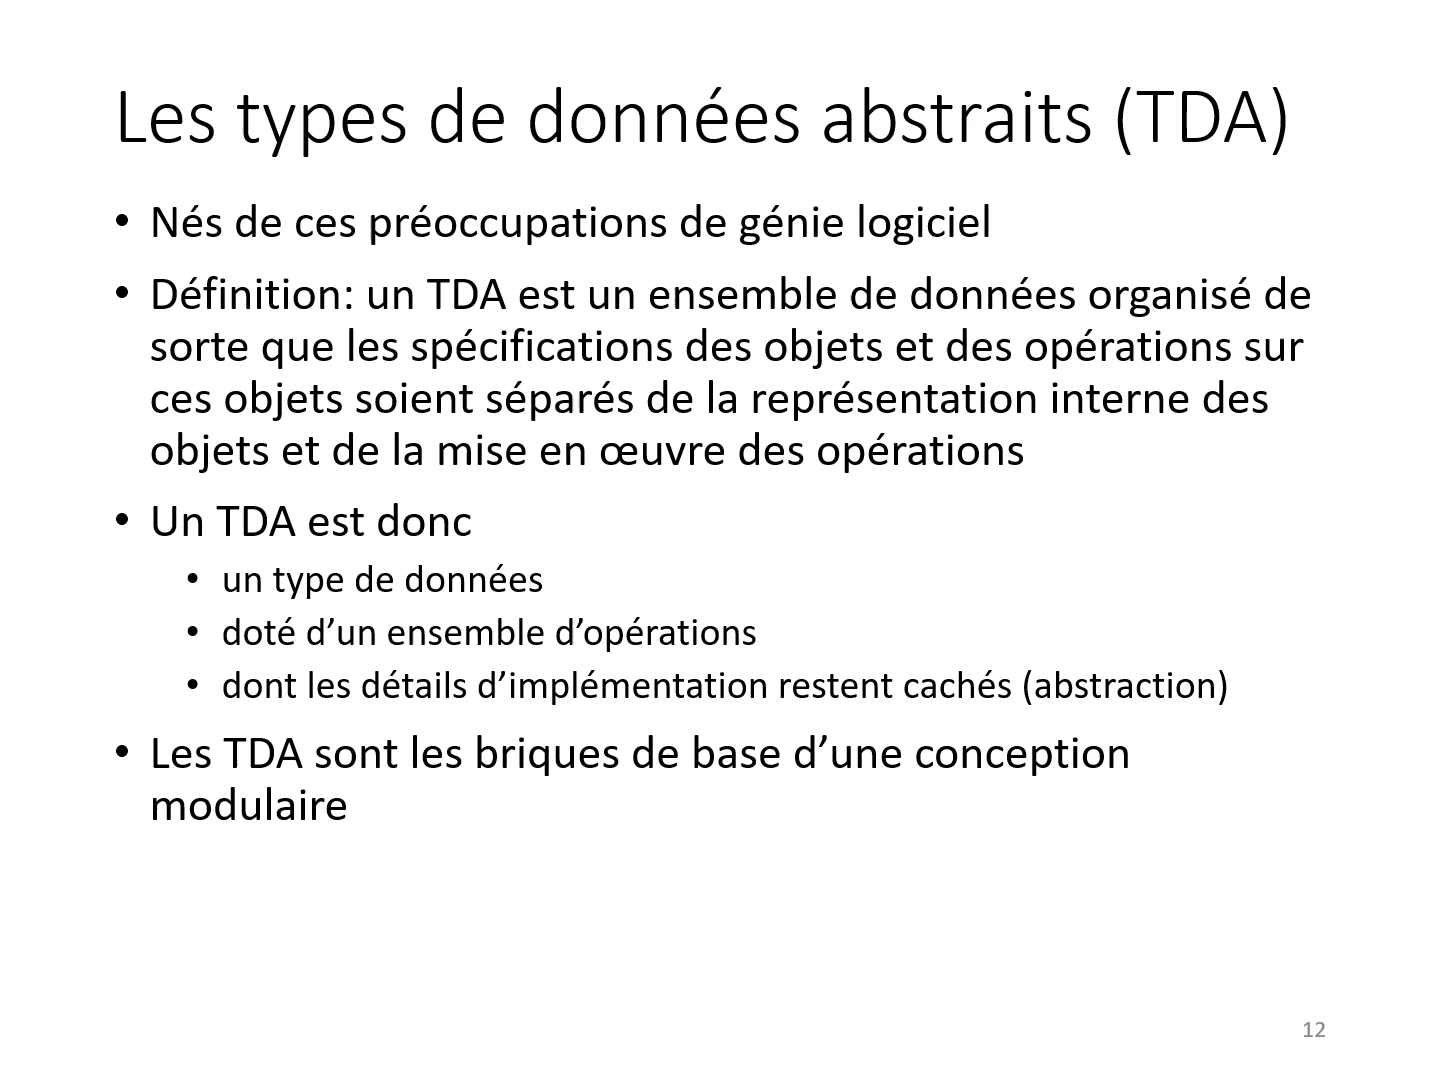 Les types de données abstraits (TDA)
• Nés de ces préoccupations de génie logiciel
• Définition: un TDA est un ensemble de données organisé de
sorte que les spécifications des objets et des opérations sur
ces objets soient séparés de la représentation interne des
objets et de la mise en œuvre des opérations
• Un TDA est donc
• un type de données
• doté d’un ensemble d’opérations
• dont les détails d’implémentation restent cachés (abstraction)
• Les TDA sont les briques de base d’une conception
modulaire
12